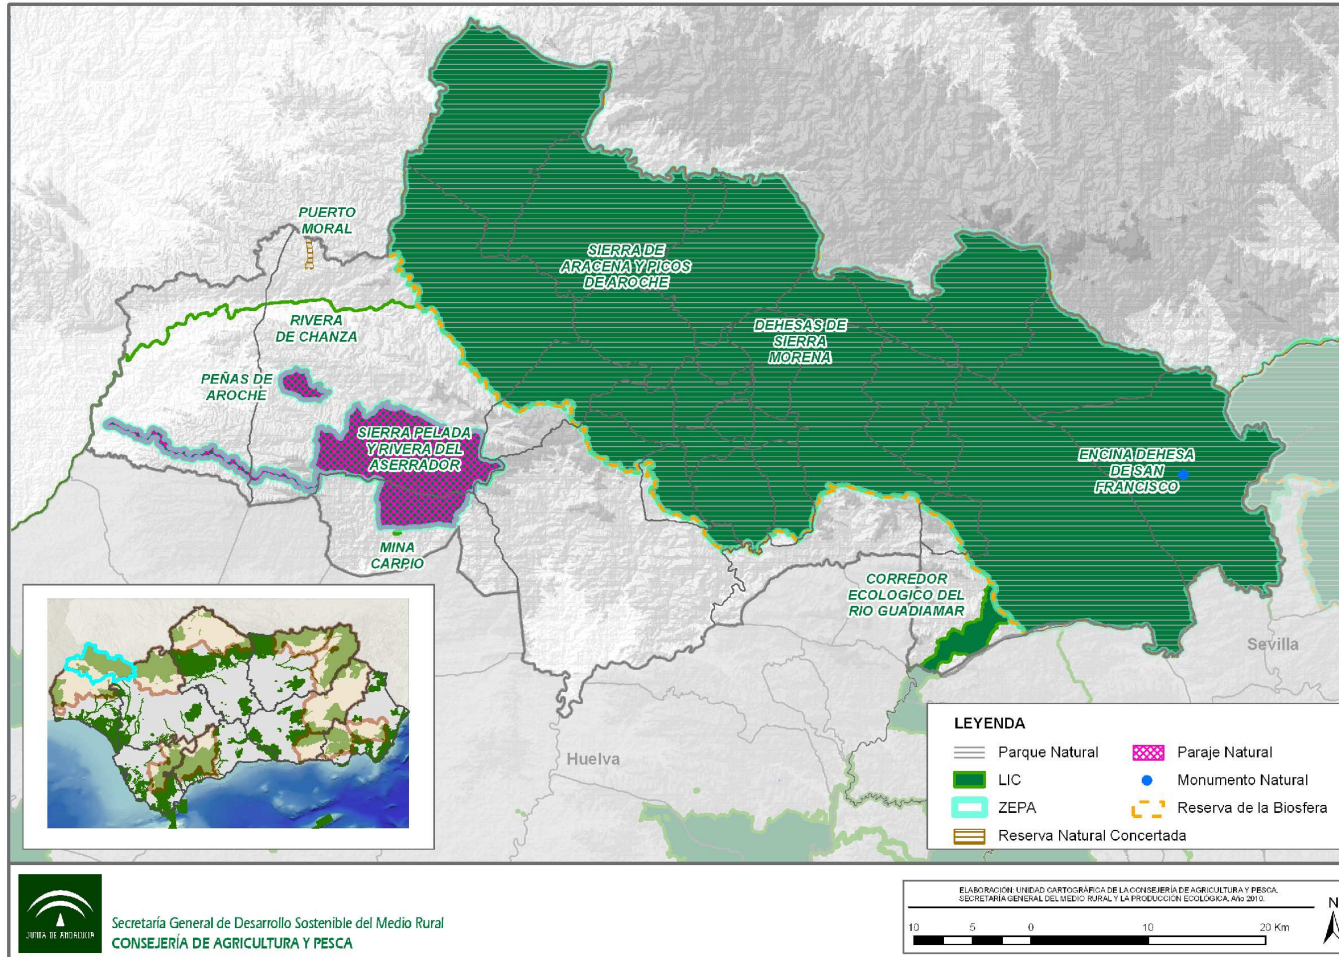 PUERTO
MORAL
SIERRA DE
ARACENA Y PICOS
DE AROCHE
RIVERA
DE CHANZA
DEHESAS DE
SIERRA
MORENA
PEÑAS DE
AROCHE
SIERRA PELADA
Y RIVERA DEL
ASERRADOR
ENCINA DEHESA
DE SAN
FRANCISCO
MINA
CARPIO
CORREDOR
ECOLOGICO DEL
RIO GUADIAMAR
Sevilla
Huelva
LEYENDA
Parque Natural
LIC
ZEPA
Reserva Natural Concertada
Paraje Natural
Monumento Natural
Reserva de la Biosfera
JUNTA DE ANDALUCIA
Secretaría General de Desarrollo Sostenible del Medio Rural
CONSEJERÍA DE AGRICULTURA Y PESCA
ELABORACIÓN: UNIDAD CARTOGRÁFICA DE LA CONSEJERÍA DE AGRICULTURA Y PESCA.
SECRETARÍA GENERAL DEL MEDIO RURAL Y LA PRODUCCIÓN ECOLÓGICA. Año 2010.
10 5 0 10 20 Km
N